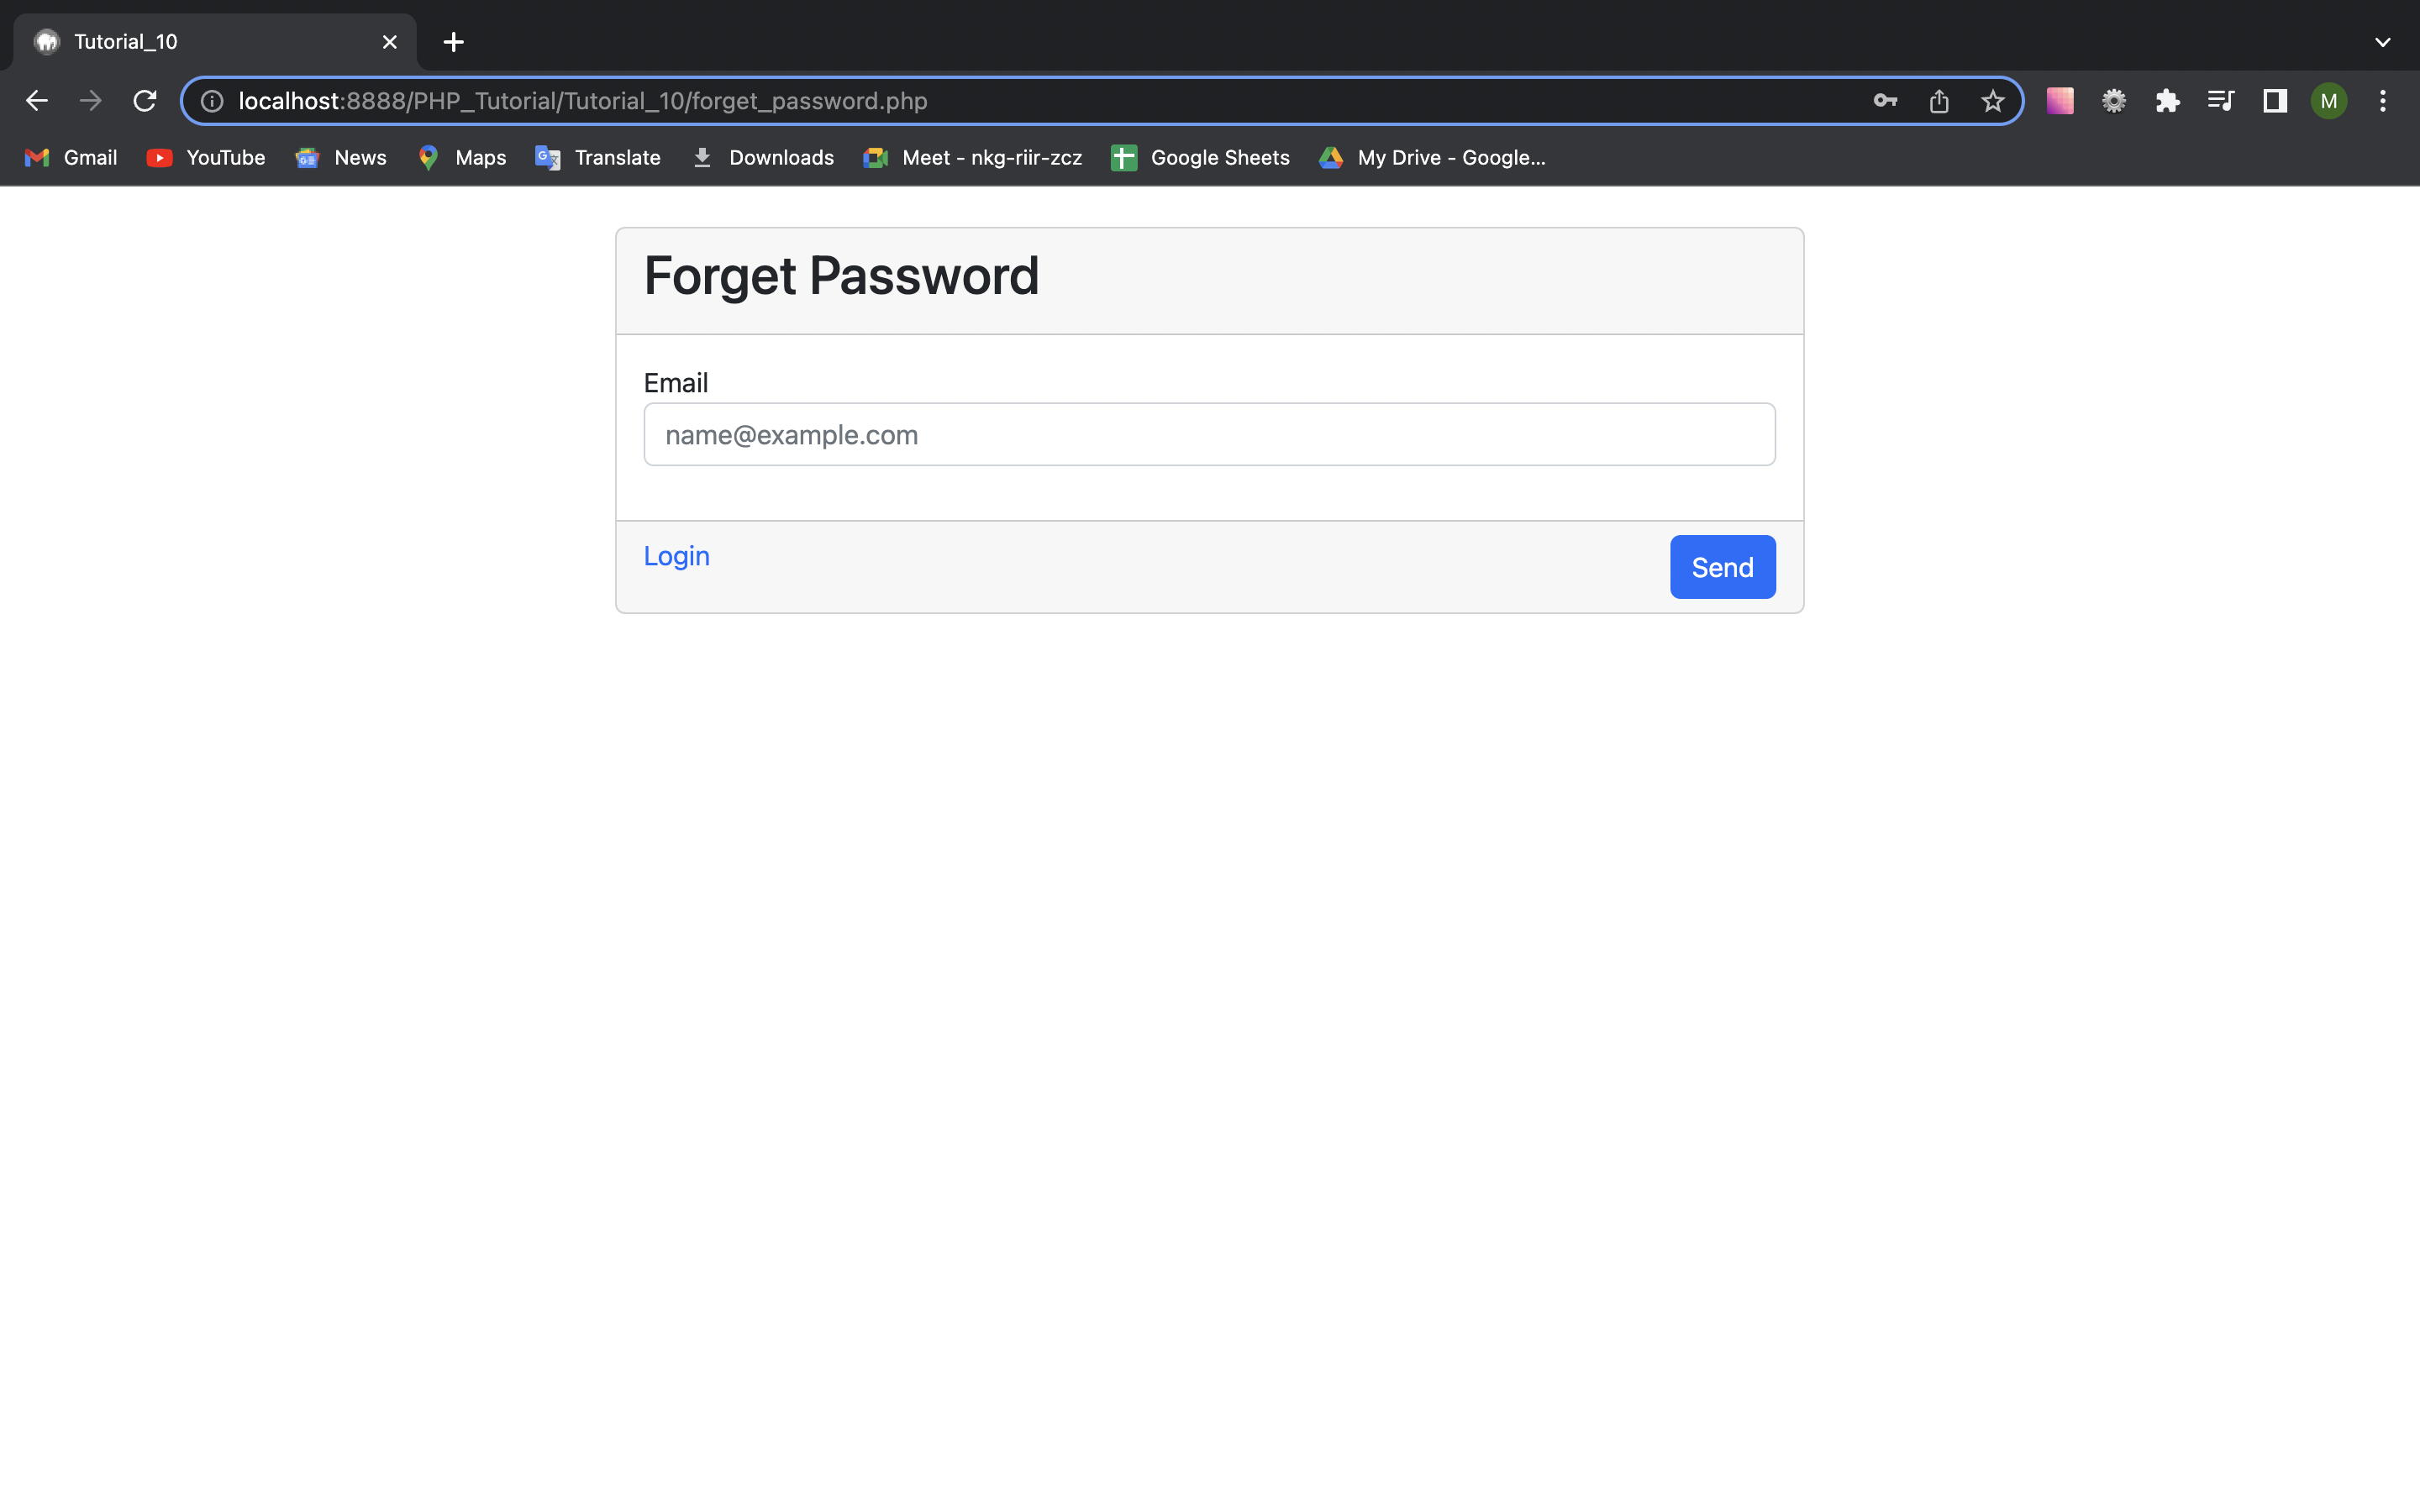 Tutorial_10
localhost:8888/PHP_Tutorial/Tutorial_10/forget_password.php
M
Gmail YouTube News Maps Translate Downloads Meet - nkg-riir-zcz Google Sheets My Drive - Google...
Forget Password
Email
name@example.com
Login Send